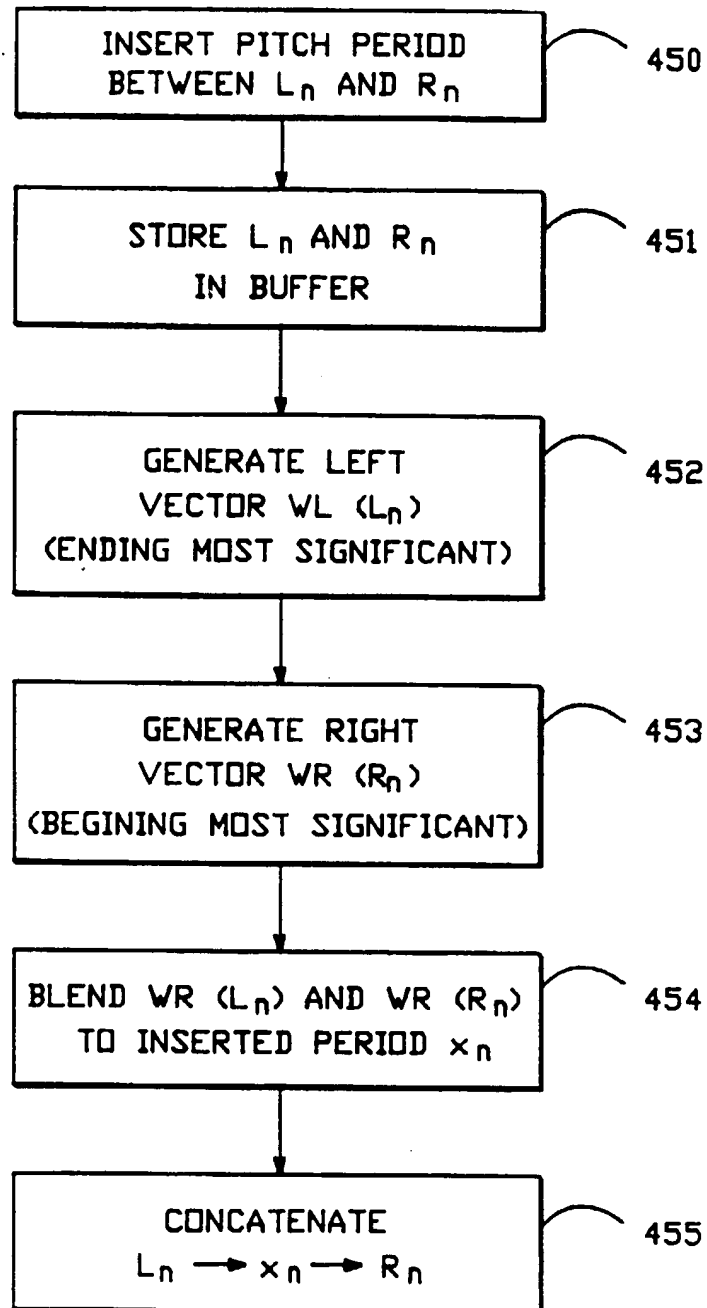 INSERT PITCH PERIOD
BETWEEN Ln AND Rn
450
STORE Ln AND Rn
IN BUFFER
451
GENERATE LEFT
VECTOR WL (Ln)
(ENDING MOST SIGNIFICANT)
452
GENERATE RIGHT
VECTOR WR (Rn)
(BEGINING MOST SIGNIFICANT)
453
BLEND WR (Ln) AND WR (Rn)
TO INSERTED PERIOD xn
454
CONCATENATE
Ln → xn → Rn
455